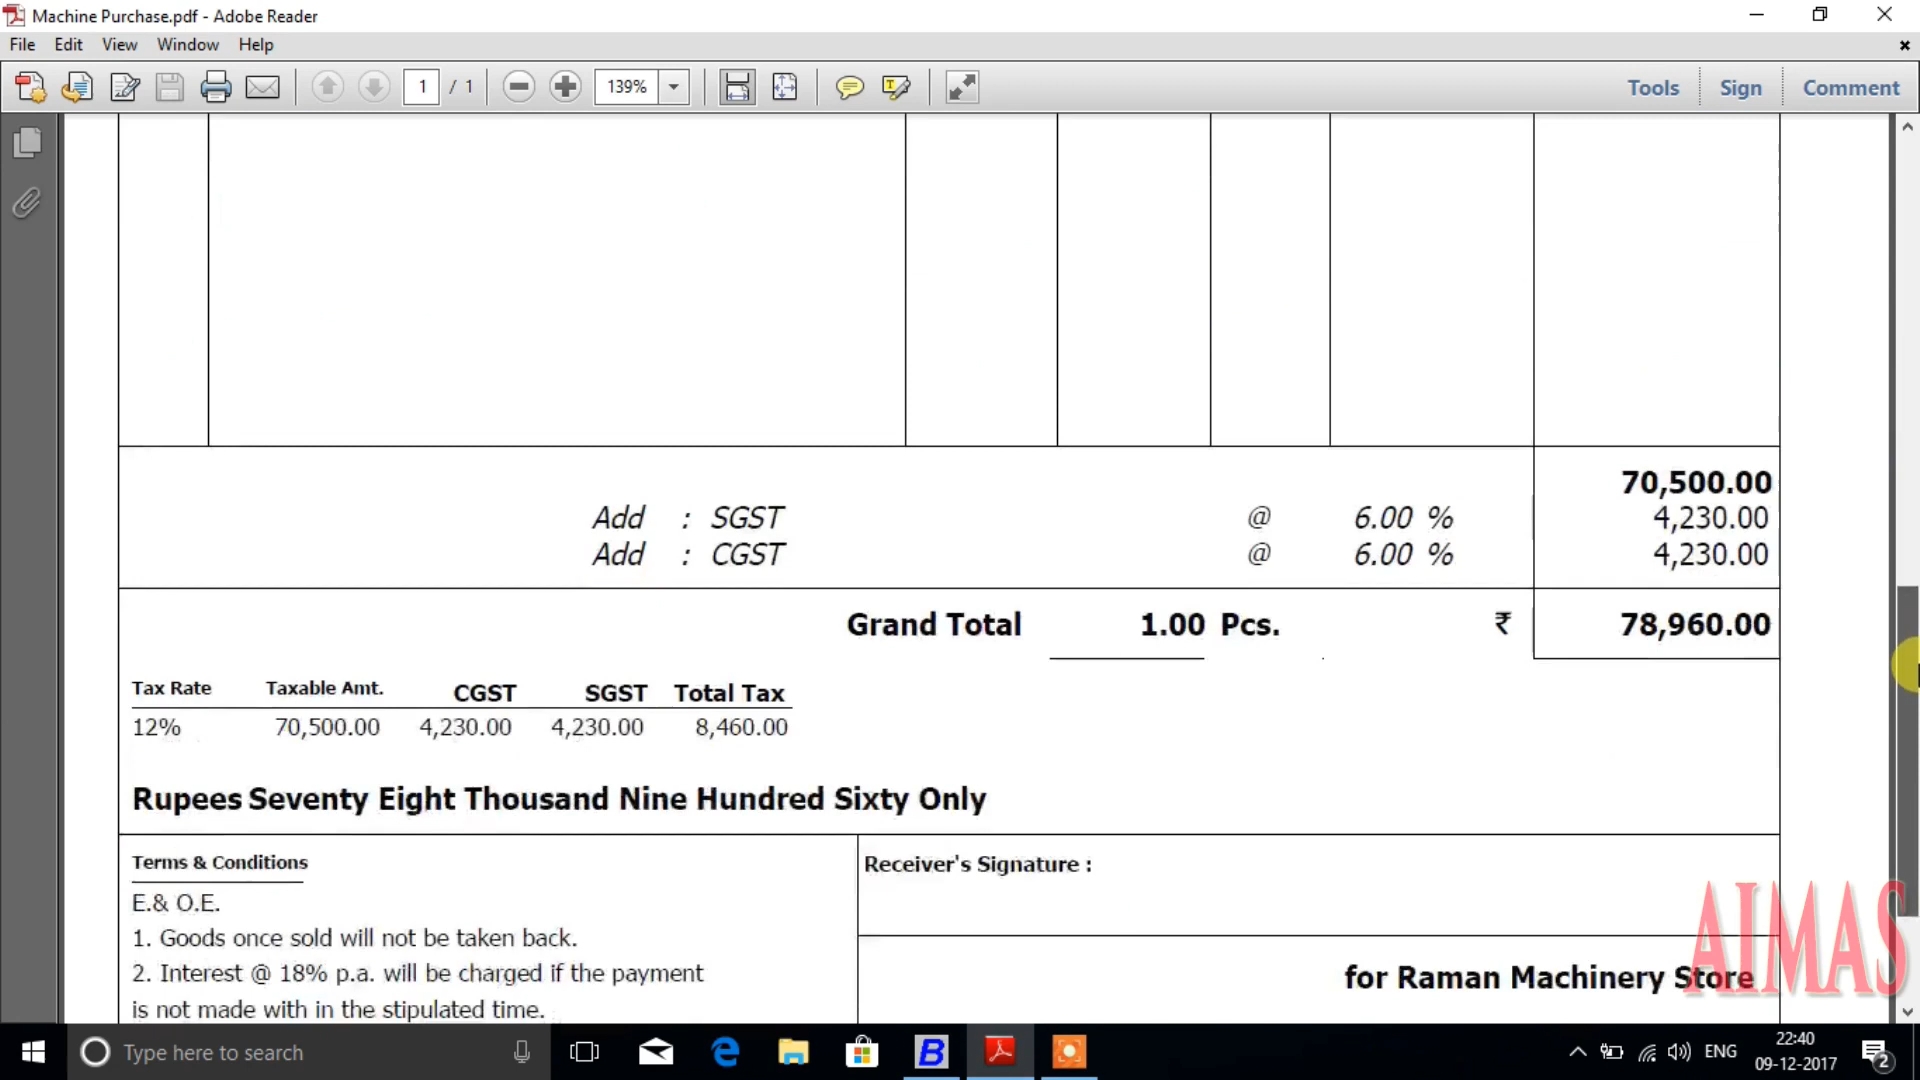 Machine Purchase.pdf - Adobe Reader
File Edit View Window Help
1 / 1 139% Tools Sign Comment
70,500.00
Add : SGST @ 6.00 % 4,230.00
Add : CGST @ 6.00 % 4,230.00
Grand Total 1.00 Pcs. ₹ 78,960.00
Tax Rate Taxable Amt. CGST SGST Total Tax
12% 70,500.00 4,230.00 4,230.00 8,460.00
Rupees Seventy Eight Thousand Nine Hundred Sixty Only
Terms & Conditions
E.& O.E.
1. Goods once sold will not be taken back.
2. Interest @ 18% p.a. will be charged if the payment
is not made with in the stipulated time.
Receiver's Signature :
for Raman Machinery Store
AIMAS
Type here to search
B
ENG
22:40
09-12-2017
2